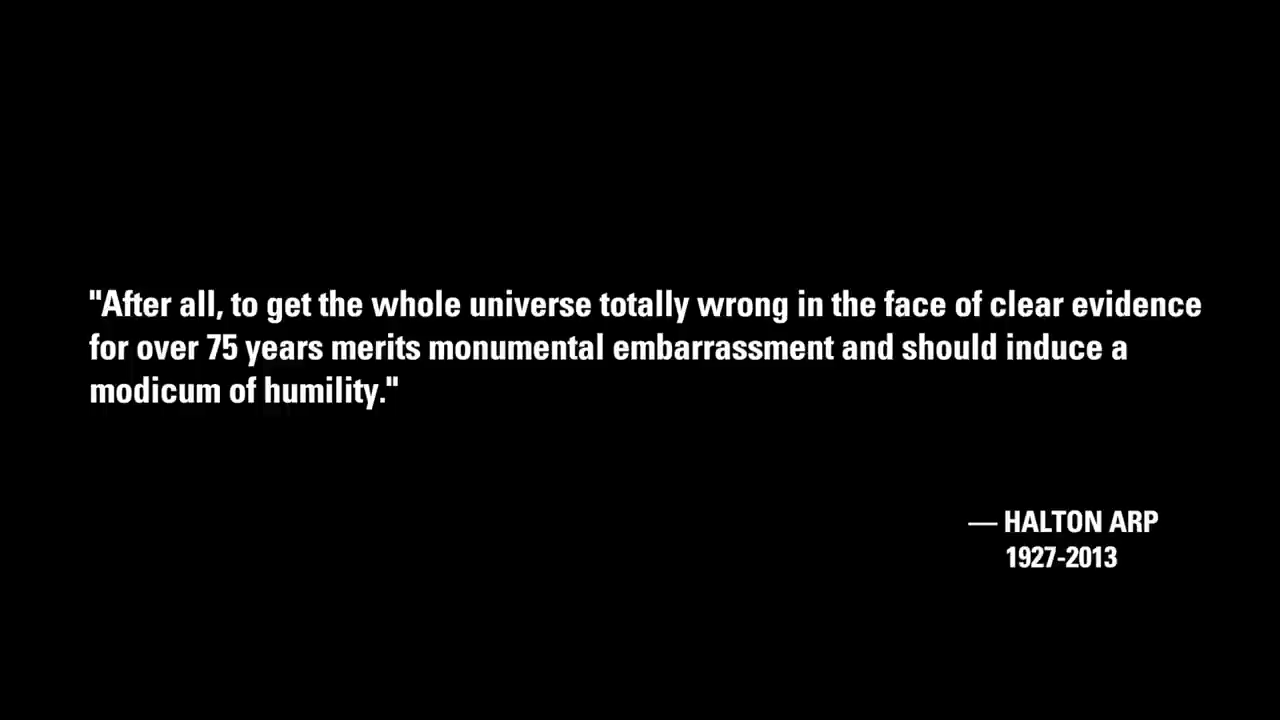 "After all, to get the whole universe totally wrong in the face of clear evidence
for over 75 years merits monumental embarrassment and should induce a
modicum of humility."
— HALTON ARP
1927-2013